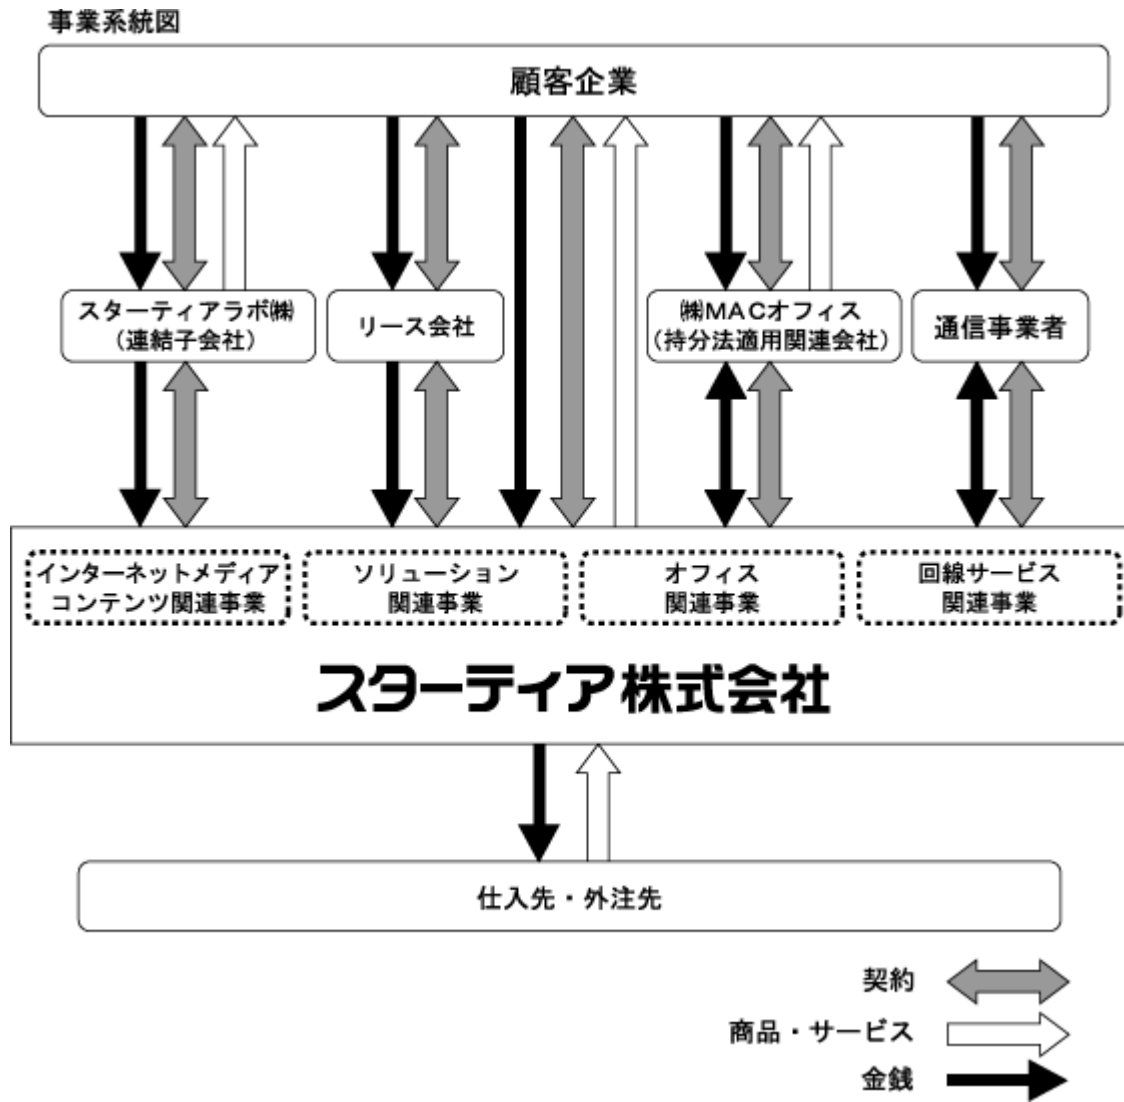 事業系統図
顧客企業
スターティアラボ㈱
（連結子会社）
リース会社
㈱MACオフィス
（持分法適用関連会社）
通信事業者
インターネットメディア
コンテンツ関連事業
ソリューション
関連事業
オフィス
関連事業
回線サービス
関連事業
スターティア株式会社
仕入先・外注先
契約
商品・サービス
金銭